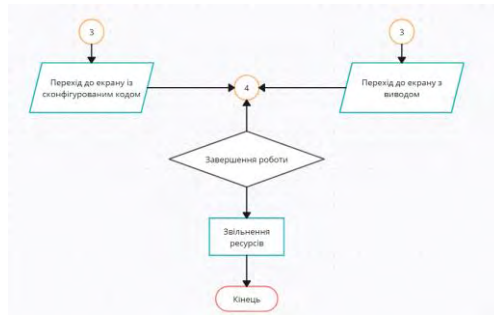 3
3
Перехід до екрану із
сконфігурованим кодом
4
Перехід до екрану з
виводом
Завершення роботи
Звільнення
ресурсів
Кінець